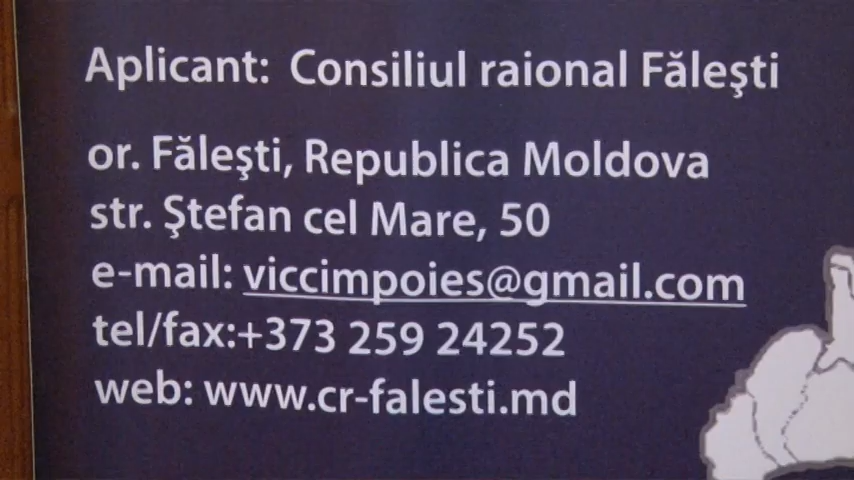 Aplicant: Consiliul raional Făleşti
or. Făleşti, Republica Moldova
str. Ştefan cel Mare, 50
e-mail: viccimpoies@gmail.com
tel/fax:+373 259 24252
web: www.cr-falesti.md